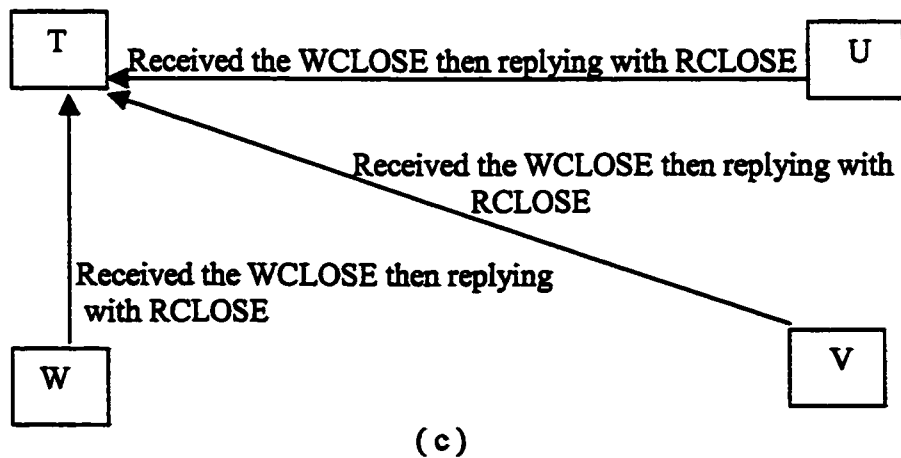 T
U
Received the WCLOSE then replying with RCLOSE
Received the WCLOSE then replying with
RCLOSE
Received the WCLOSE then replying
with RCLOSE
W
V
( c )